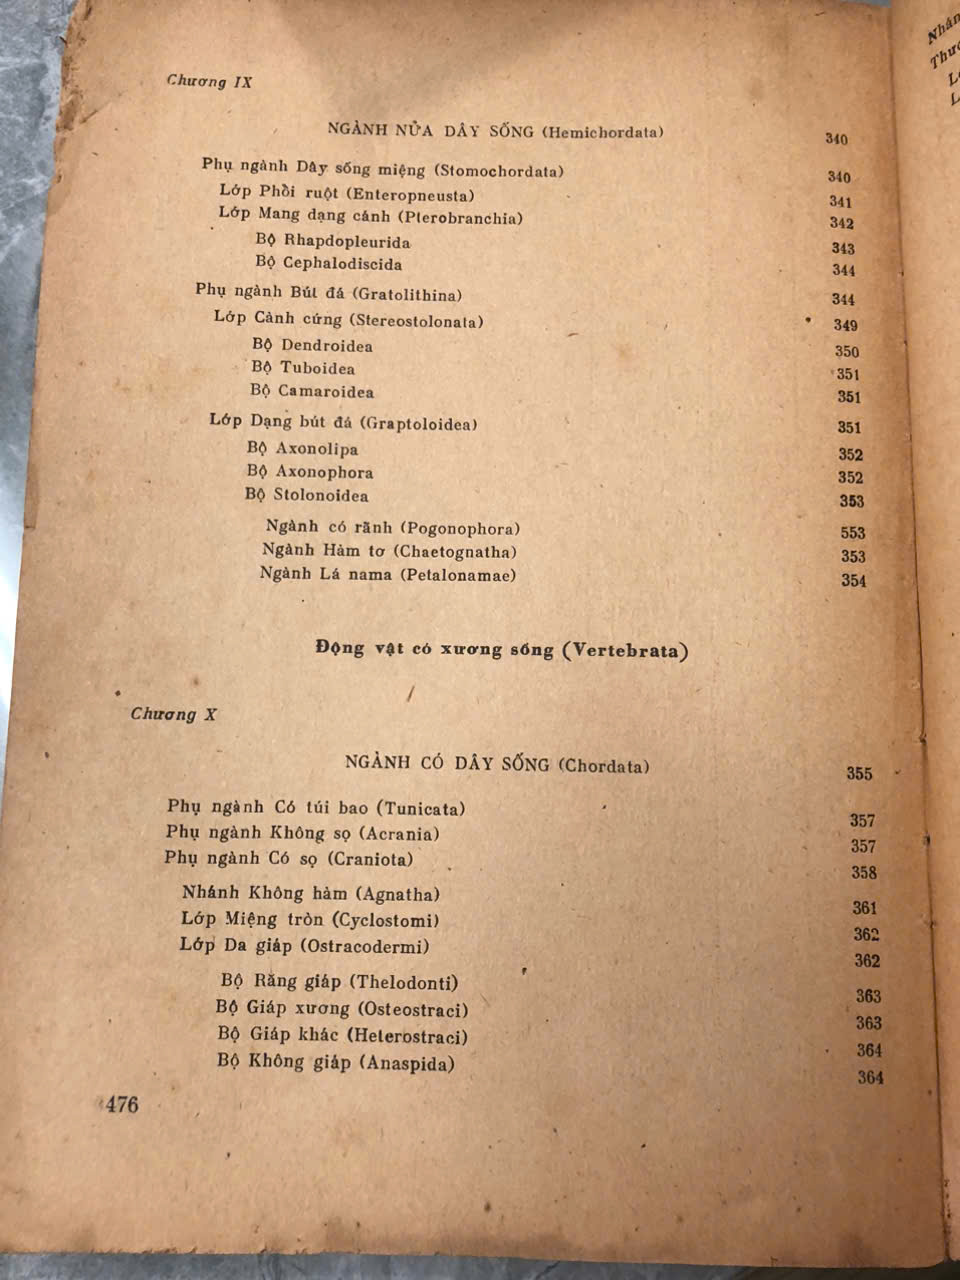 Chương IX
NGÀNH NỬA DÂY SỐNG (Hemichordata) 340
Phụ ngành Dây sống miệng (Stomochordata) 340
Lớp Phồi ruột (Enteropneusta) 341
Lớp Mang dạng cánh (Pterobranchia) 342
Bộ Rhapdopleurida 343
Bộ Cephalodiscida 344
Phụ ngành Bút đá (Gratolithina) 344
Lớp Cành cứng (Stereostolonata) 349
Bộ Dendroidea 350
Bộ Tuboidea 351
Bộ Camaroidea 351
Lớp Dạng bút đá (Graptoloidea) 351
Bộ Axonolipa 352
Bộ Axonophora 352
Bộ Stolonoidea 353
Ngành có rãnh (Pogonophora) 553
Ngành Hàm tơ (Chaetognatha) 353
Ngành Lá nama (Petalonamae) 354
Động vật có xương sống (Vertebrata)
Chương X
NGÀNH CÓ DÂY SỐNG (Chordata) 355
Phụ ngành Có túi bao (Tunicata) 357
Phụ ngành Không sọ (Acrania) 357
Phụ ngành Có sọ (Craniota) 358
Nhánh Không hàm (Agnatha) 361
Lớp Miệng tròn (Cyclostomi) 362
Lớp Da giáp (Ostracodermi) 362
Bộ Răng giáp (Thelodonti) 363
Bộ Giáp xương (Osteostraci) 363
Bộ Giáp khác (Heterostraci) 364
Bộ Không giáp (Anaspida) 364
476